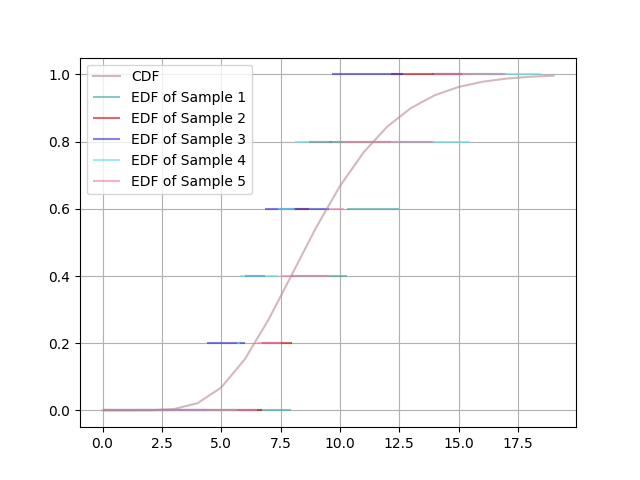 1.0
0.8
0.6
0.4
0.2
0.0
CDF
EDF of Sample 1
EDF of Sample 2
EDF of Sample 3
EDF of Sample 4
EDF of Sample 5
0.0 2.5 5.0 7.5 10.0 12.5 15.0 17.5